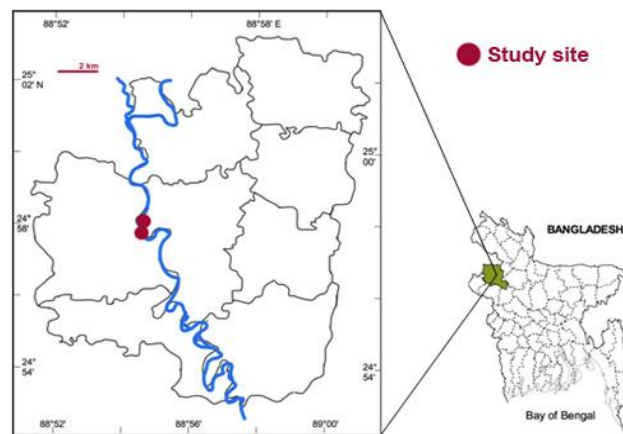 88°52'
88°58' E
Study site
2 km
25°
02' N
25°
00'
24°
58'
BANGLADESH
24°
54'
24°
54'
Bay of Bengal
88°52'
88°56'
89°00'